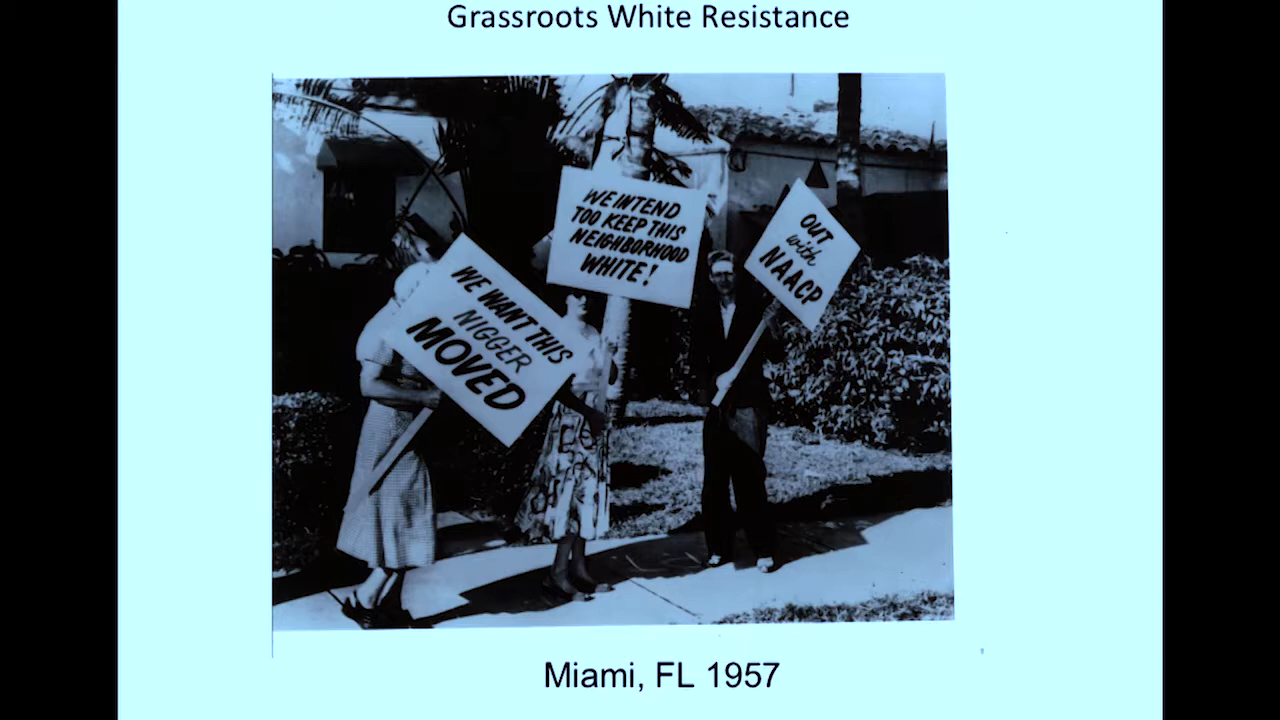 Grassroots White Resistance
WE INTEND
TOO KEEP THIS
NEIGHBORHOOD
WHITE!
OUT
with
NAACP
WE WANT THIS
NIGGER
MOVED
Miami, FL 1957